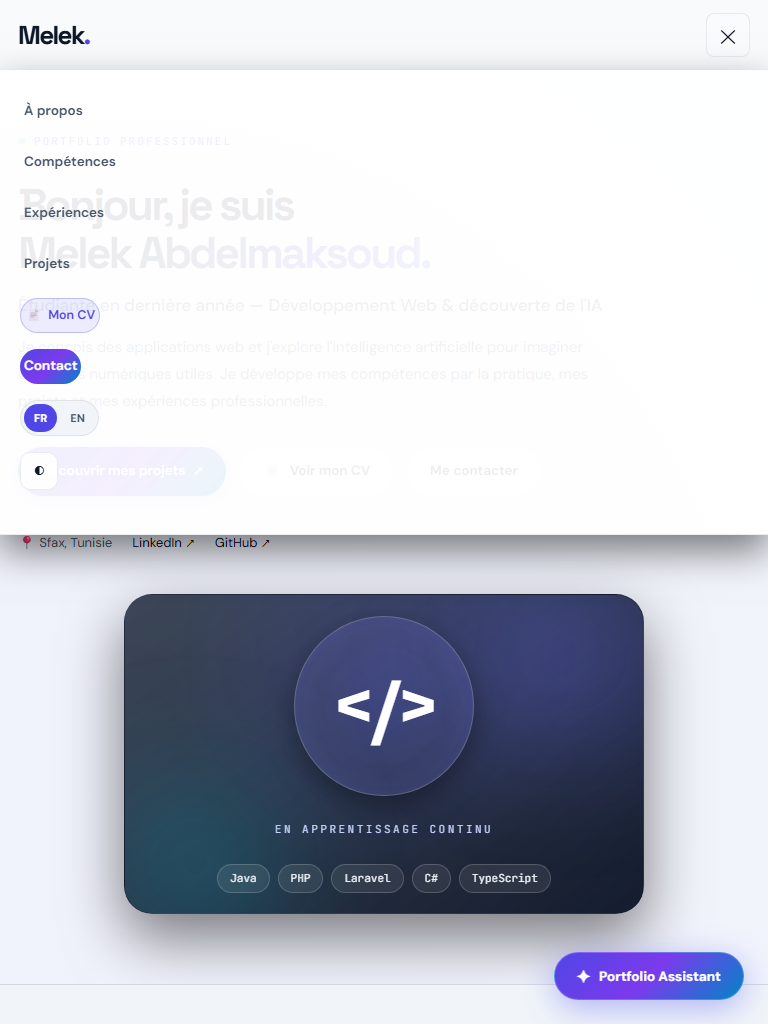 Melek.
À propos
PORTFOLIO PROFESSIONNEL
Compétences
Bonjour, je suis
Expériences
Melek Abdelmaksoud.
Projets
Étudiante en dernière année — Développement Web & découverte de l'IA
Mon CV
Je conçois des applications web et j'explore l'intelligence artificielle pour imaginer
Contact
numériques utiles. Je développe mes compétences par la pratique, mes
et mes expériences professionnelles.
FR EN
couvrir mes projets ↗ Voir mon CV Me contacter
Sfax, Tunisie LinkedIn ↗ GitHub ↗
</>
EN APPRENTISSAGE CONTINU
Java PHP Laravel C# TypeScript
Portfolio Assistant